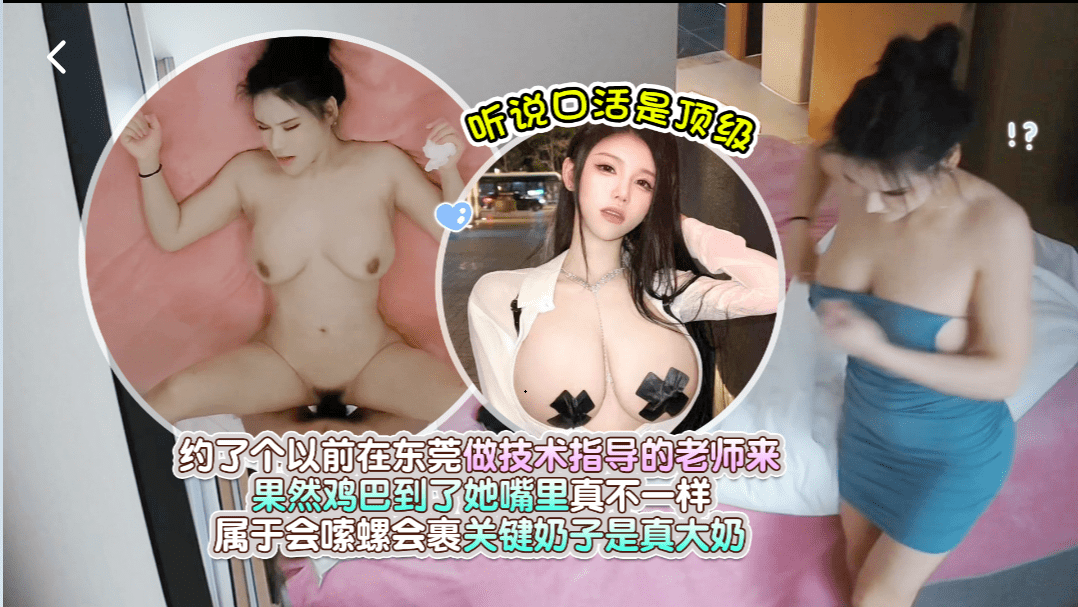 听说口活是顶级
!?
约了个以前在东莞做技术指导的老师来
果然鸡巴到了她嘴里真不一样
属于会嗦螺会裹关键奶子是真大奶